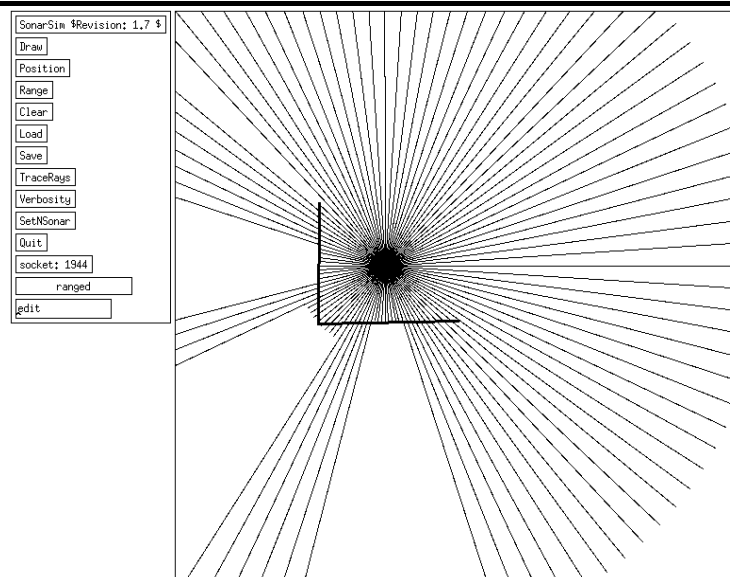 SonarSim $Revision: 1.7 $
Draw
Position
Range
Clear
Load
Save
TraceRays
Verbosity
SetNSonar
Quit
socket: 1944
ranged
edit